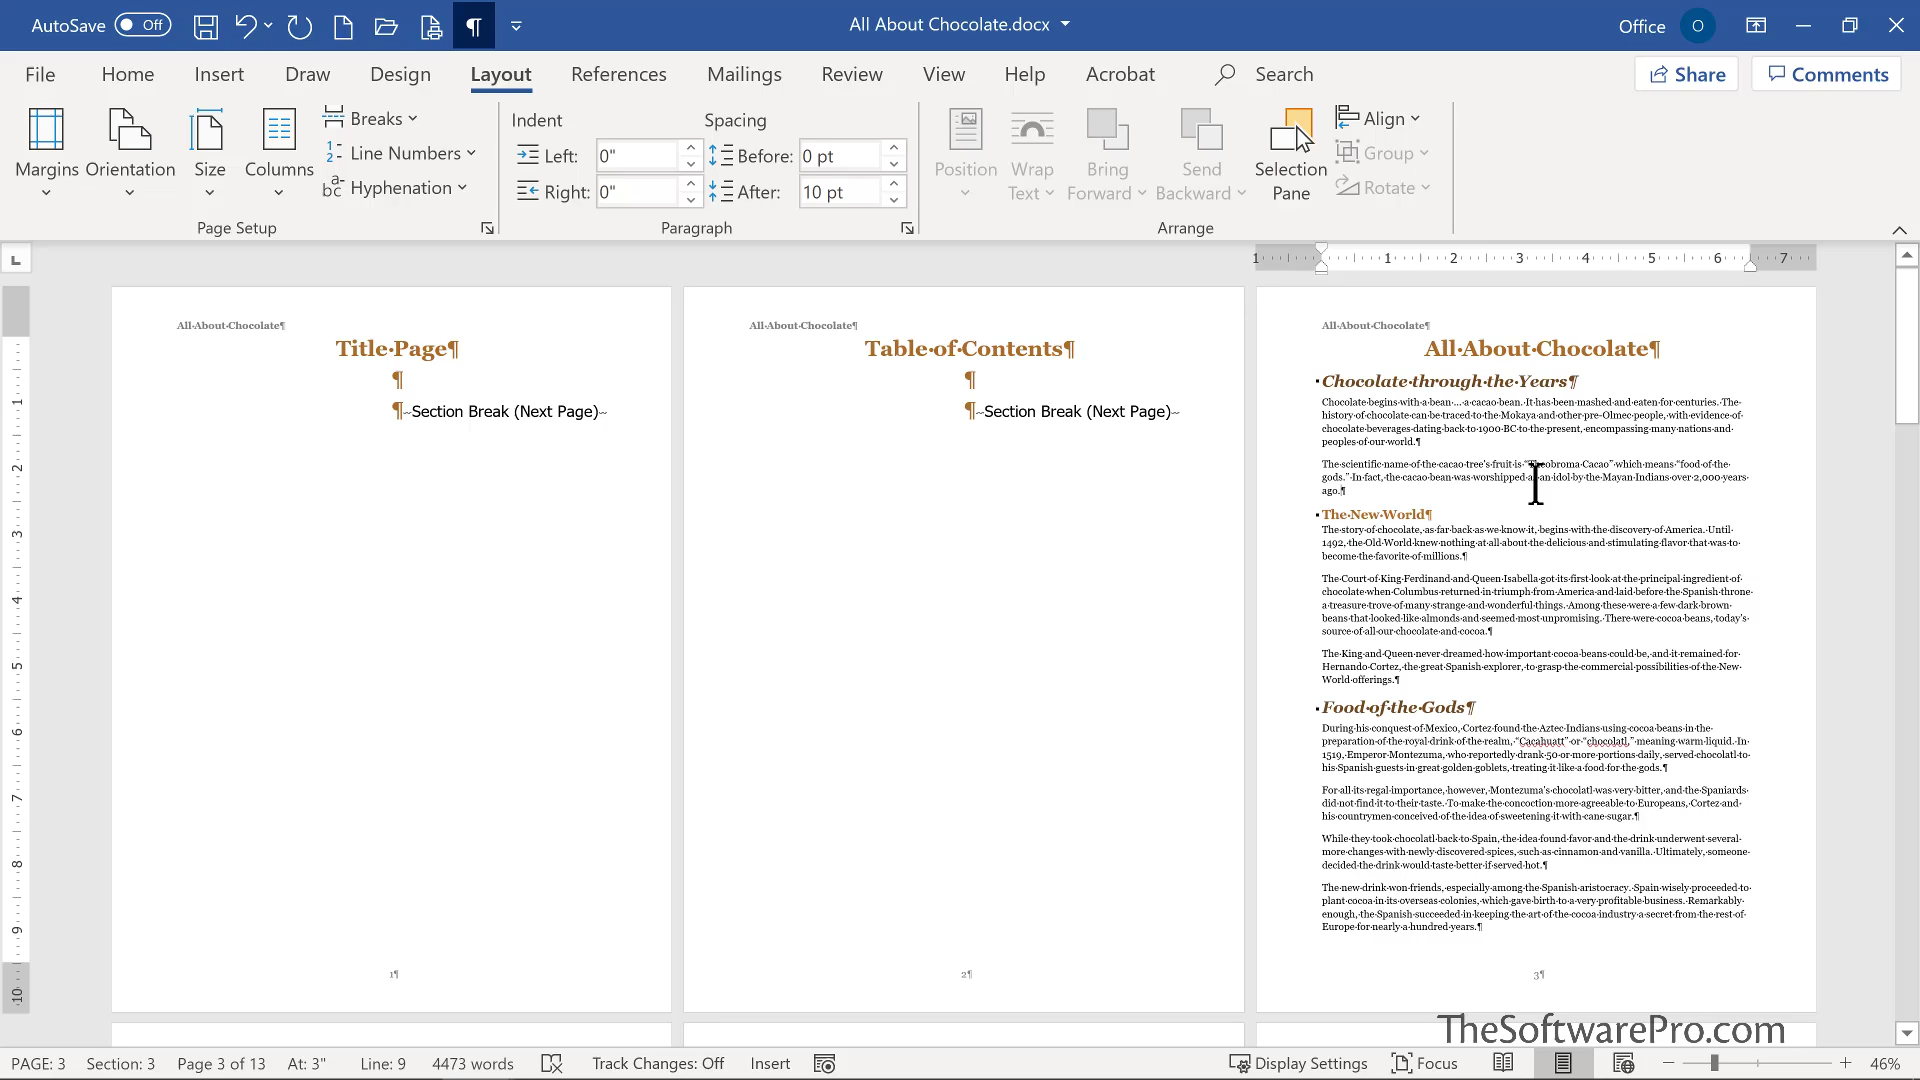 AutoSave Off
All About Chocolate.docx
Office O
File Home Insert Draw Design Layout References Mailings Review View Help Acrobat Search Share Comments
Margins Orientation Size Columns
Breaks
Line Numbers
Hyphenation
Page Setup
Indent
Left: 0"
Right: 0"
Spacing
Before: 0 pt
After: 10 pt
Paragraph
Position
Wrap Text
Bring Forward
Send Backward
Selection Pane
Align
Group
Rotate
Arrange
L
1 1 2 3 4 5 6 7
1
2
3
4
5
6
7
8
9
10
All·About·Chocolate¶
Title·Page¶
¶
¶ Section Break (Next Page)
1¶
All·About·Chocolate¶
Table·of·Contents¶
¶
¶ Section Break (Next Page)
2¶
All·About·Chocolate¶
All·About·Chocolate¶
Chocolate·through·the·Years¶
Chocolate·begins·with·a·bean·…·a·cacao·bean.·It·has·been·mashed·and·eaten·for·centuries.·The·
history·of·chocolate·can·be·traced·to·the·Mokaya·and·other·pre-Olmec·people,·with·evidence·of·
chocolate·beverages·dating·back·to·1900·BC·to·the·present,·encompassing·many·nations·and·
peoples·of·our·world.¶
The·scientific·name·of·the·cacao·tree's·fruit·is·"Theobroma·Cacao"·which·means·"food·of·the·
gods."·In·fact,·the·cacao·bean·was·worshipped·as·an·idol·by·the·Mayan·Indians·over·2,000·years·
ago.¶
The·New·World¶
The·story·of·chocolate,·as·far·back·as·we·know·it,·begins·with·the·discovery·of·America.·Until·
1492,·the·Old·World·knew·nothing·at·all·about·the·delicious·and·stimulating·flavor·that·was·to·
become·the·favorite·of·millions.¶
The·Court·of·King·Ferdinand·and·Queen·Isabella·got·its·first·look·at·the·principal·ingredient·of·
chocolate·when·Columbus·returned·in·triumph·from·America·and·laid·before·the·Spanish·throne·
a·treasure·trove·of·many·strange·and·wonderful·things.·Among·these·were·a·few·dark·brown·
beans·that·looked·like·almonds·and·seemed·most·unpromising.·There·were·cocoa·beans,·today's·
source·of·all·our·chocolate·and·cocoa.¶
The·King·and·Queen·never·dreamed·how·important·cocoa·beans·could·be,·and·it·remained·for·
Hernando·Cortez,·the·great·Spanish·explorer,·to·grasp·the·commercial·possibilities·of·the·New·
World·offerings.¶
Food·of·the·Gods¶
During·his·conquest·of·Mexico,·Cortez·found·the·Aztec·Indians·using·cocoa·beans·in·the·
preparation·of·the·royal·drink·of·the·realm,·"Cacahuatt"·or·"chocolatl,"·meaning·warm·liquid.·In·
1519,·Emperor·Montezuma,·who·reportedly·drank·50·or·more·portions·daily,·served·chocolatl·to·
his·Spanish·guests·in·great·golden·goblets,·treating·it·like·a·food·for·the·gods.¶
For·all·its·regal·importance,·however,·Montezuma's·chocolatl·was·very·bitter,·and·the·Spaniards·
did·not·find·it·to·their·taste.·To·make·the·concoction·more·agreeable·to·Europeans,·Cortez·and·
his·countrymen·conceived·of·the·idea·of·sweetening·it·with·cane·sugar.¶
While·they·took·chocolatl·back·to·Spain,·the·idea·found·favor·and·the·drink·underwent·several·
more·changes·with·newly·discovered·spices,·such·as·cinnamon·and·vanilla.·Ultimately,·someone·
decided·the·drink·would·taste·better·if·served·hot.¶
The·new·drink·won·friends,·especially·among·the·Spanish·aristocracy.·Spain·wisely·proceeded·to·
plant·cocoa·in·its·overseas·colonies,·which·gave·birth·to·a·very·profitable·business.·Remarkably·
enough,·the·Spanish·succeeded·in·keeping·the·art·of·the·cocoa·industry·a·secret·from·the·rest·of·
Europe·for·nearly·a·hundred·years.¶
3¶
TheSoftwarePro.com
PAGE: 3 Section: 3 Page 3 of 13 At: 3" Line: 9 4473 words Track Changes: Off Insert Display Settings Focus 46%